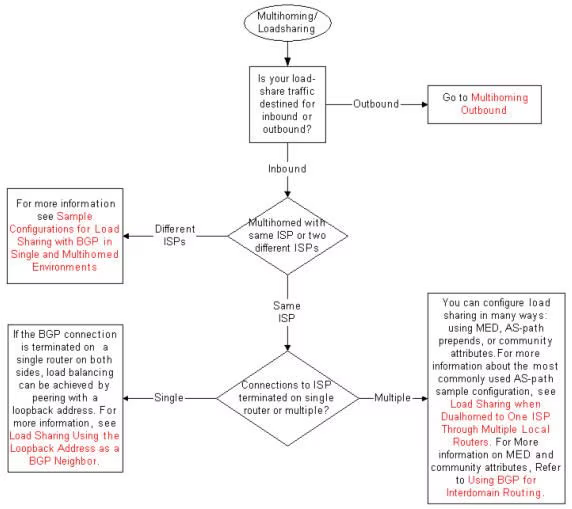 Multihoming/
Loadsharing
Is your load-
share traffic
destined for
inbound or
outbound?
Outbound
Go to Multihoming
Outbound
Inbound
For more information
see Sample
Configurations for Load
Sharing with BGP in
Single and Multihomed
Environments
Different
ISPs
Multihomed with
same ISP or two
different ISPs
Same
ISP
If the BGP connection
is terminated on a
single router on both
sides, load balancing
can be achieved by
peering with a
loopback address. For
more information, see
Load Sharing Using the
Loopback Address as a
BGP Neighbor.
Single
Connections to ISP
terminated on single
router or multiple?
Multiple
You can configure load
sharing in many ways:
using MED, AS-path
prepends, or community
attributes.For more
information about the most
commonly used AS-path
sample configuration, see
Load Sharing when
Dualhomed to One ISP
Through Multiple Local
Routers. For More
information on MED and
community attributes, Refer
to Using BGP for
Interdomain Routing.